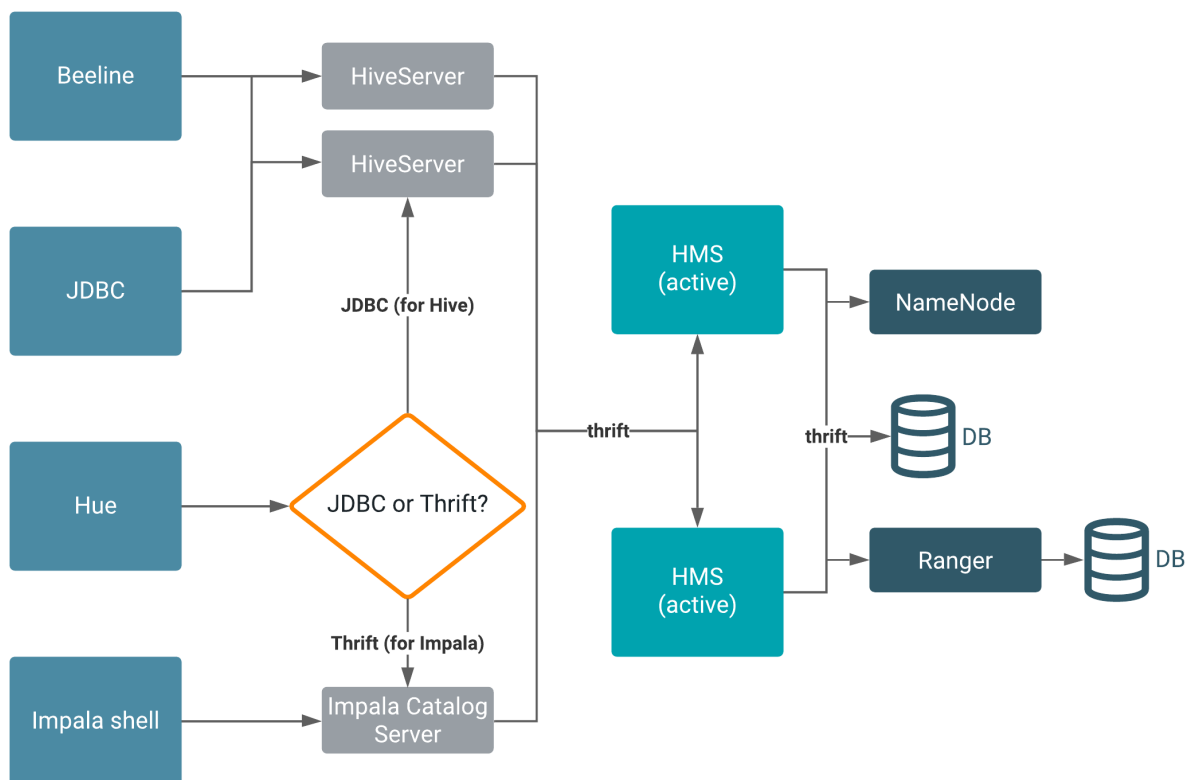 Beeline
HiveServer
HiveServer
JDBC
JDBC (for Hive)
HMS
(active)
NameNode
thrift
thrift
DB
Hue
JDBC or Thrift?
HMS
(active)
Ranger
DB
Thrift (for Impala)
Impala shell
Impala Catalog
Server